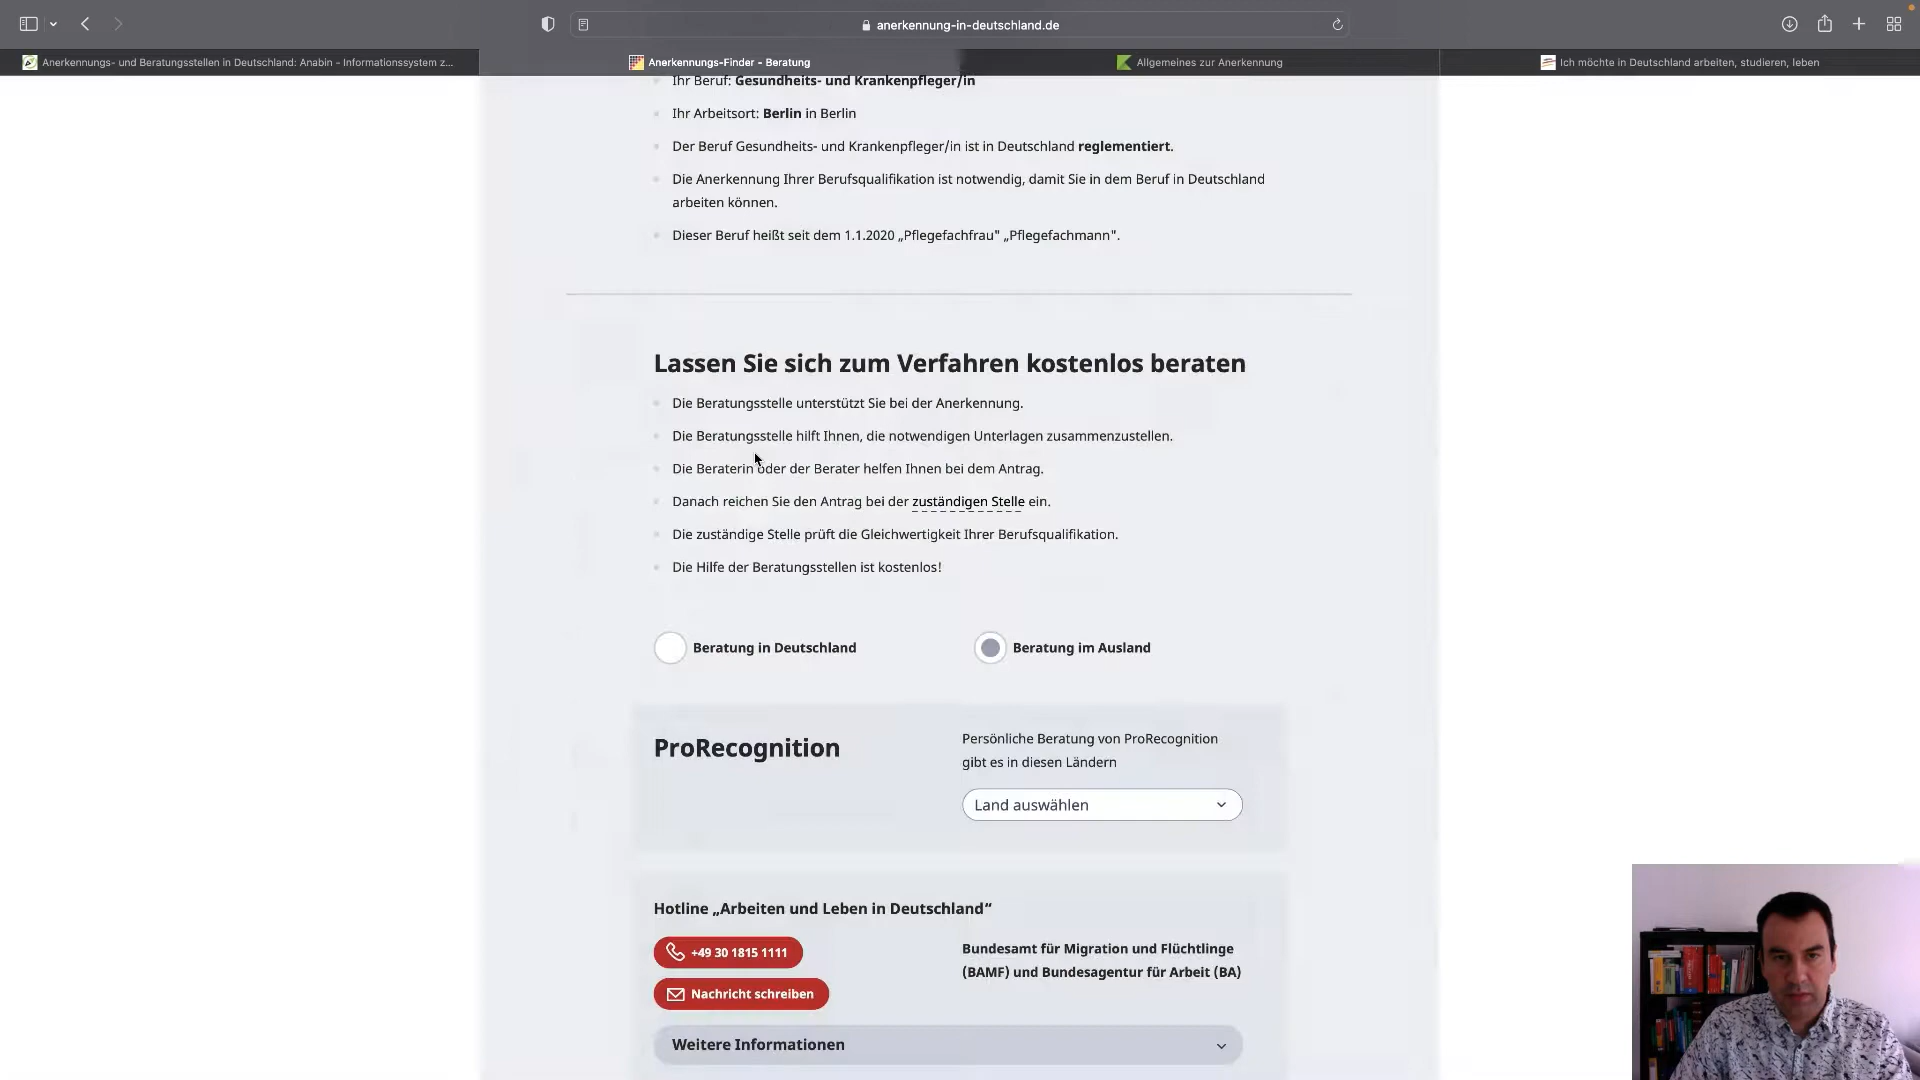 anerkennung-in-deutschland.de
Anerkennungs- und Beratungsstellen in Deutschland: Anabin - Informationssystem z...
Anerkennungs-Finder - Beratung
Allgemeines zur Anerkennung
Ich möchte in Deutschland arbeiten, studieren, leben
Ihr Beruf: Gesundheits- und Krankenpfleger/in
Ihr Arbeitsort: Berlin in Berlin
Der Beruf Gesundheits- und Krankenpfleger/in ist in Deutschland reglementiert.
Die Anerkennung Ihrer Berufsqualifikation ist notwendig, damit Sie in dem Beruf in Deutschland
arbeiten können.
Dieser Beruf heißt seit dem 1.1.2020 „Pflegefachfrau" „Pflegefachmann".
Lassen Sie sich zum Verfahren kostenlos beraten
Die Beratungsstelle unterstützt Sie bei der Anerkennung.
Die Beratungsstelle hilft Ihnen, die notwendigen Unterlagen zusammenzustellen.
Die Beraterin oder der Berater helfen Ihnen bei dem Antrag.
Danach reichen Sie den Antrag bei der zuständigen Stelle ein.
Die zuständige Stelle prüft die Gleichwertigkeit Ihrer Berufsqualifikation.
Die Hilfe der Beratungsstellen ist kostenlos!
Beratung in Deutschland
Beratung im Ausland
ProRecognition
Persönliche Beratung von ProRecognition
gibt es in diesen Ländern
Land auswählen
Hotline „Arbeiten und Leben in Deutschland“
+49 30 1815 1111
Nachricht schreiben
Bundesamt für Migration und Flüchtlinge
(BAMF) und Bundesagentur für Arbeit (BA)
Weitere Informationen